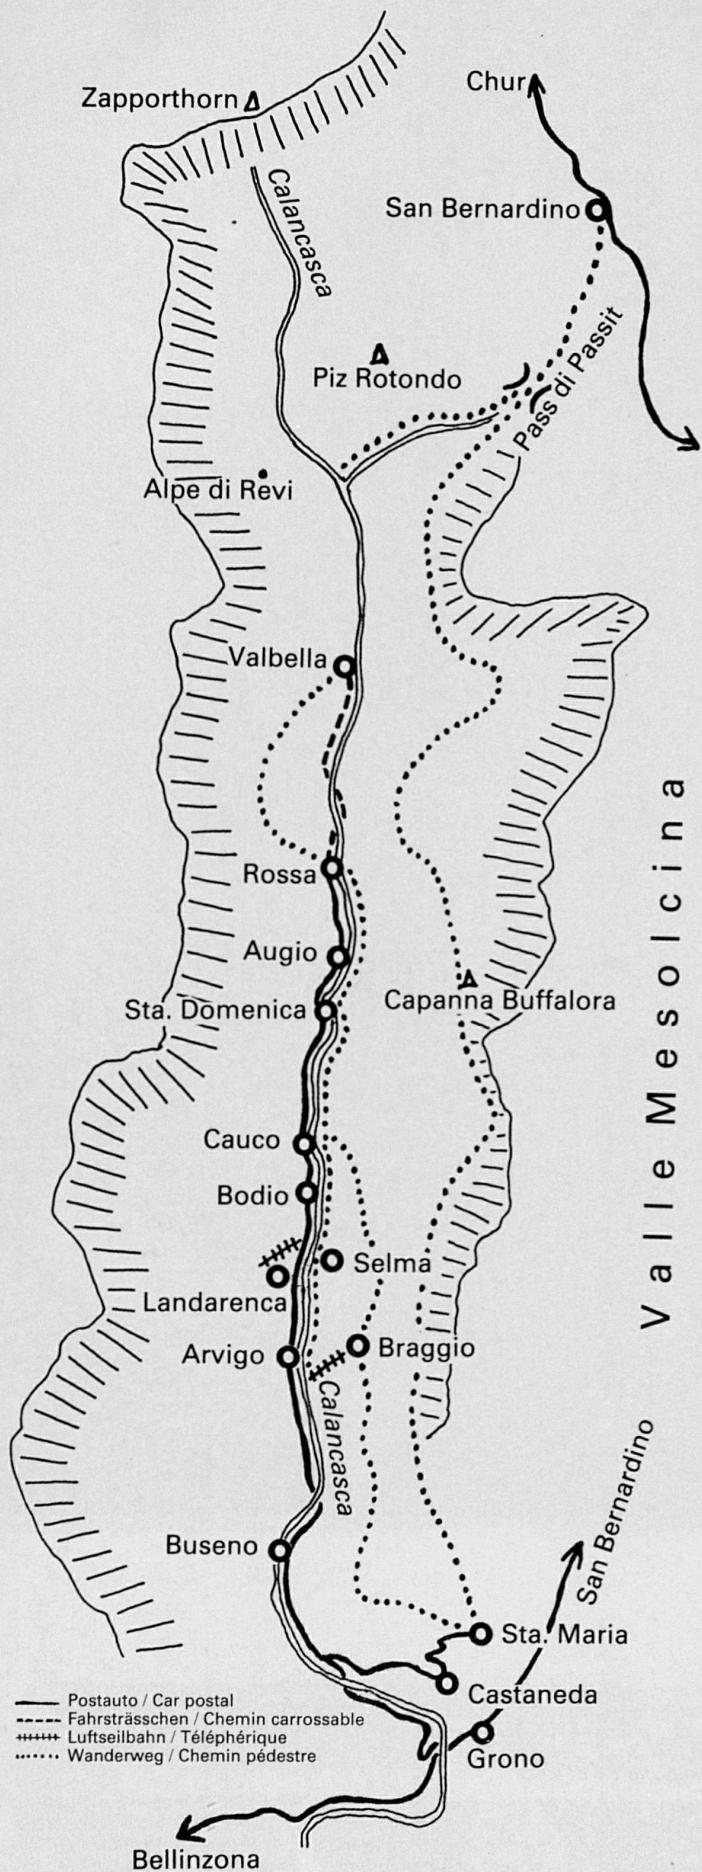 Zapporthorn
Chur
Calancasca
San Bernardino
Piz Rotondo
Pass di Passit
Alpe di Revi
Valbella
Rossa
Augio
Capanna Buffalora
Sta. Domenica
Valle Mesolcina
Cauco
Bodio
Selma
Landarenca
Arvigo
Braggio
Calancasca
San Bernardino
Buseno
Sta. Maria
Castaneda
Grono
Postauto / Car postal
Fahrsträsschen / Chemin carrossable
Luftseilbahn / Téléphérique
Wanderweg / Chemin pédestre
Bellinzona